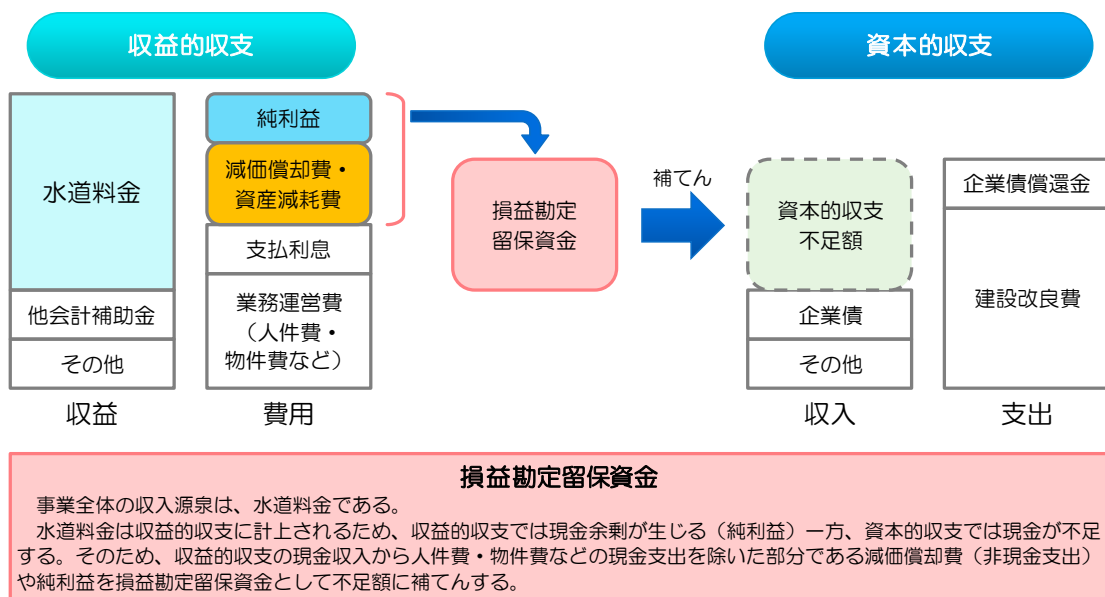 収益的収支
資本的収支
水道料金
他会計補助金
その他
収益
純利益
減価償却費・
資産減耗費
支払利息
業務運営費
(人件費・
物件費など)
費用
損益勘定
留保資金
補てん
資本的収支
不足額
企業債
その他
収入
企業債償還金
建設改良費
支出
損益勘定留保資金
事業全体の収入源泉は、水道料金である。
水道料金は収益的収支に計上されるため、収益的収支では現金余剰が生じる(純利益)一方、資本的収支では現金が不足
する。そのため、収益的収支の現金収入から人件費・物件費などの現金支出を除いた部分である減価償却費(非現金支出)
や純利益を損益勘定留保資金として不足額に補てんする。